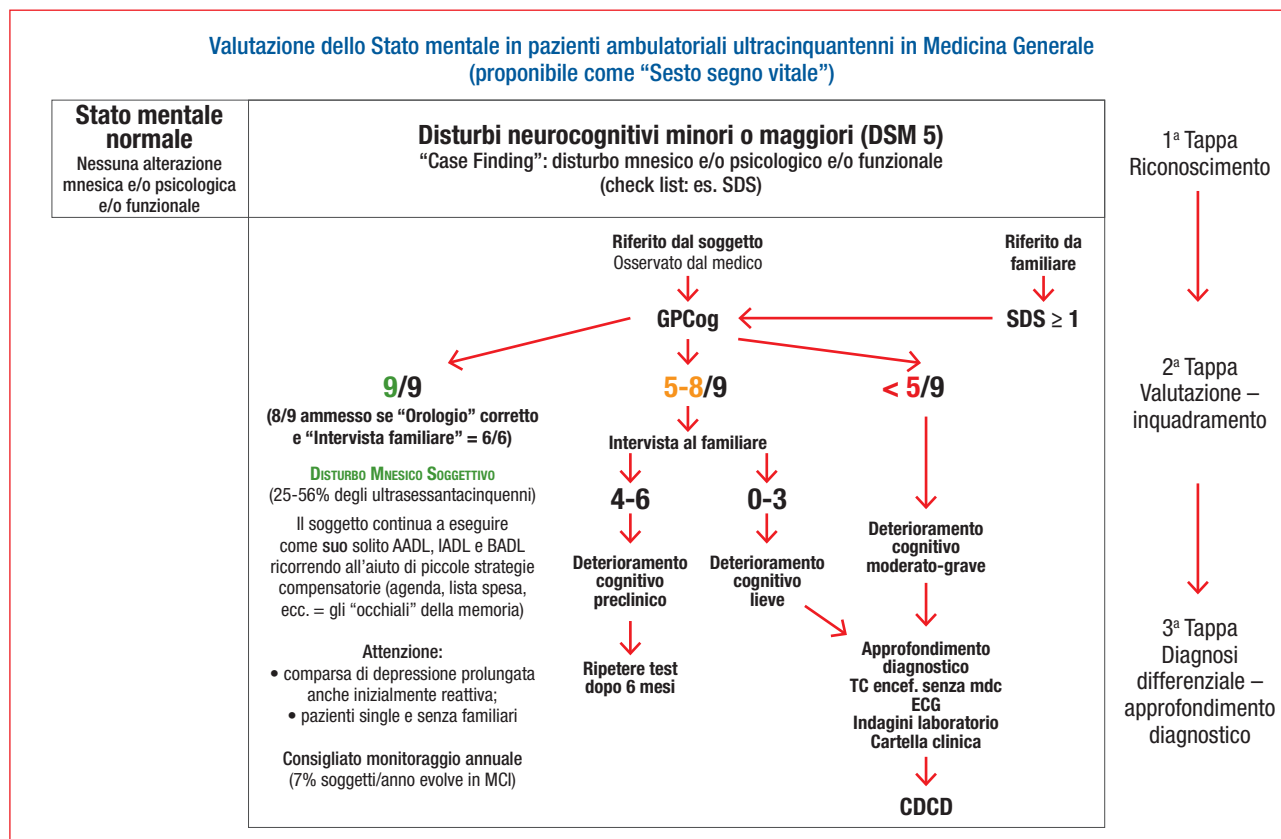 Valutazione dello Stato mentale in pazienti ambulatoriali ultracinquantenni in Medicina Generale
(proponibile come “Sesto segno vitale”)
Stato mentale
normale
Nessuna alterazione
mnesica e/o psicologica
e/o funzionale
Disturbi neurocognitivi minori o maggiori (DSM 5)
“Case Finding”: disturbo mnesico e/o psicologico e/o funzionale
(check list: es. SDS)
1ª Tappa
Riconoscimento
Riferito dal soggetto
Osservato dal medico
Riferito da
familiare
GPCog
SDS ≥ 1
9/9
(8/9 ammesso se “Orologio” corretto
e “Intervista familiare” = 6/6)
5-8/9
< 5/9
2ª Tappa
Valutazione –
inquadramento
Intervista al familiare
Disturbo Mnesico Soggettivo
(25-56% degli ultrasessantacinquenni)
4-6
0-3
Il soggetto continua a eseguire
come suo solito AADL, IADL e BADL
ricorrendo all’aiuto di piccole strategie
compensatorie (agenda, lista spesa,
ecc. = gli “occhiali” della memoria)
Deterioramento
cognitivo
preclinico
Deterioramento
cognitivo
lieve
Deterioramento
cognitivo
moderato-grave
Attenzione:
• comparsa di depressione prolungata
anche inizialmente reattiva;
• pazienti single e senza familiari
Ripetere test
dopo 6 mesi
Approfondimento
diagnostico
TC encef. senza mdc
ECG
Indagini laboratorio
Cartella clinica
3ª Tappa
Diagnosi
differenziale –
approfondimento
diagnostico
Consigliato monitoraggio annuale
(7% soggetti/anno evolve in MCI)
CDCD